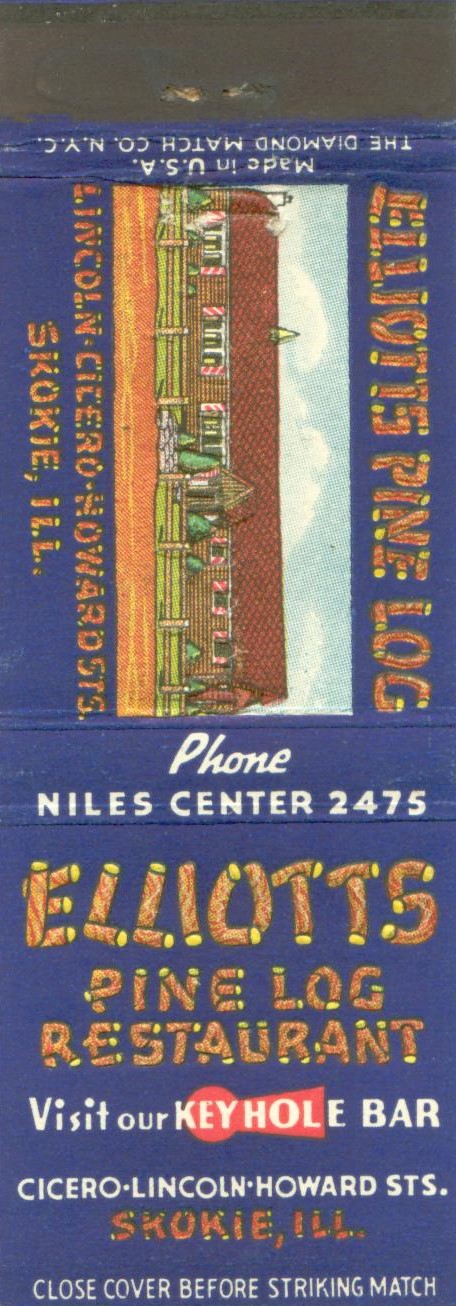 Made in U.S.A.
THE DIAMOND MATCH CO. N.Y.C.
ELLIOTTS PINE LOG
LINCOLN·CICERO·HOWARD STS.
SKOKIE, ILL.
Phone
NILES CENTER 2475
ELLIOTTS
PINE LOG
RESTAURANT
Visit our KEYHOLE BAR
CICERO·LINCOLN·HOWARD STS.
SKOKIE, ILL.
CLOSE COVER BEFORE STRIKING MATCH